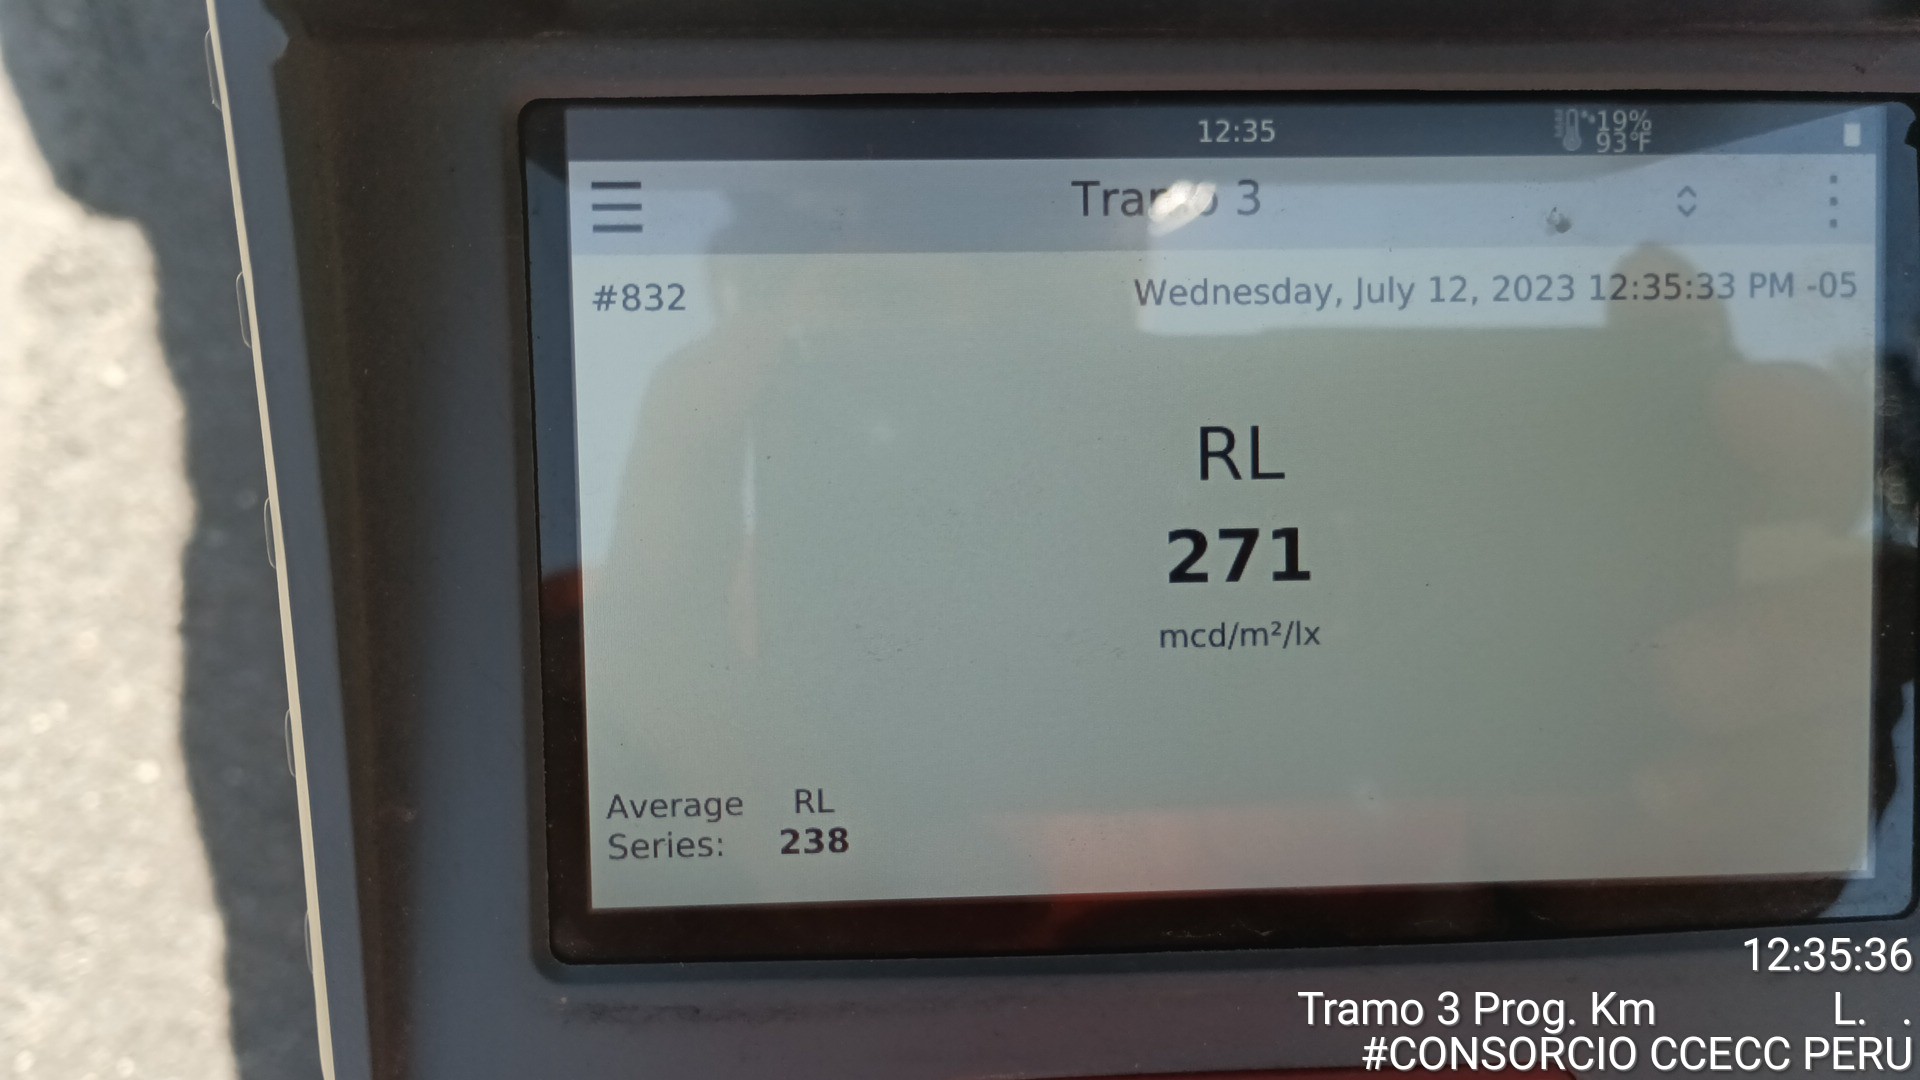 12:35
19%
93°F
Tramo 3
#832
Wednesday, July 12, 2023 12:35:33 PM -05
RL
271
mcd/m²/lx
Average RL
Series: 238
12:35:36
Tramo 3 Prog. Km L. .
#CONSORCIO CCECC PERU